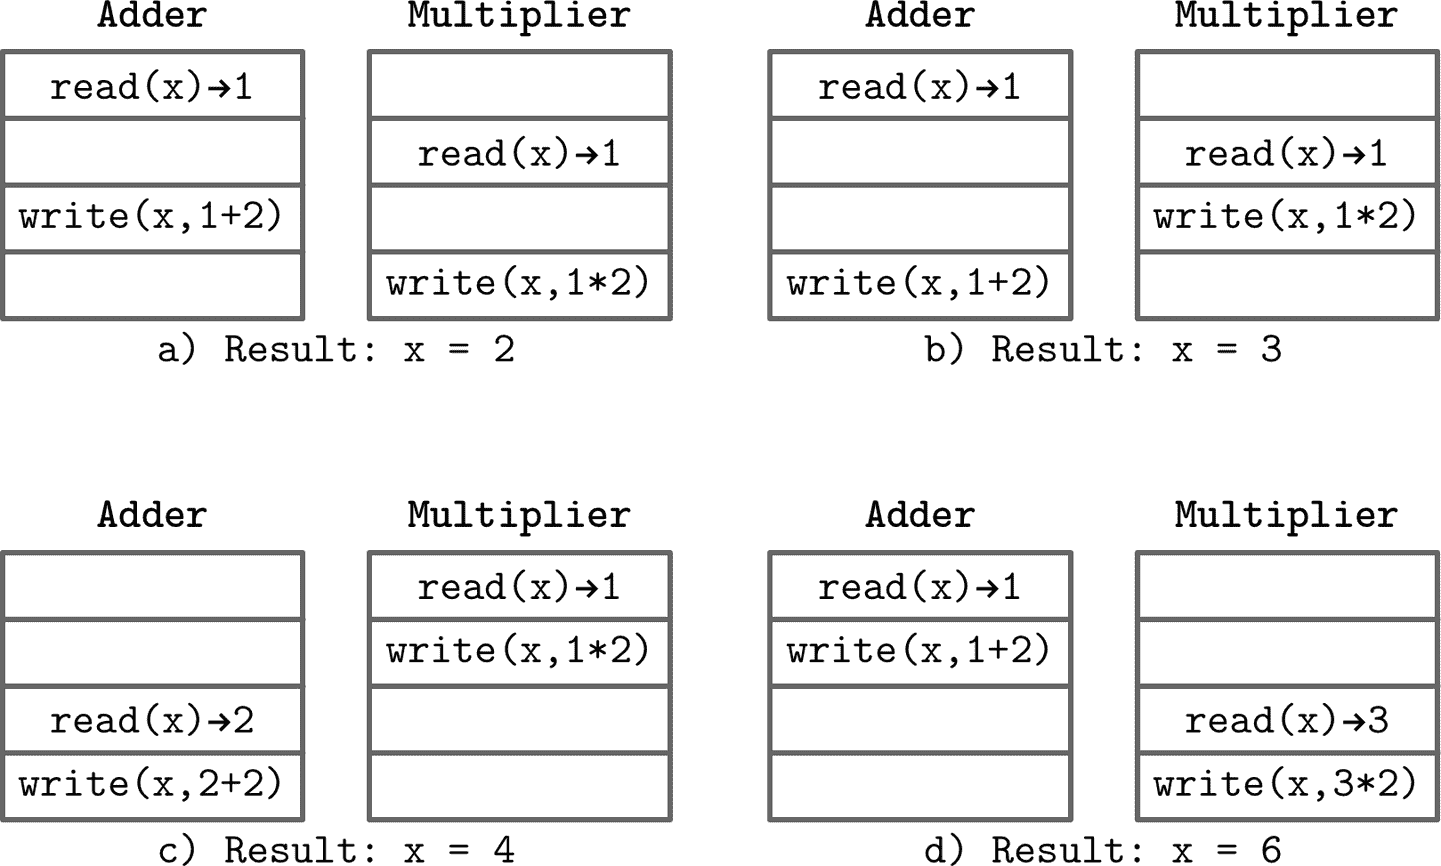 Adder Multiplier
read(x)→1
read(x)→1
write(x,1+2)
write(x,1*2)
a) Result: x = 2
Adder Multiplier
read(x)→1
read(x)→1
write(x,1*2)
write(x,1+2)
b) Result: x = 3
Adder Multiplier
read(x)→1
write(x,1*2)
read(x)→2
write(x,2+2)
c) Result: x = 4
Adder Multiplier
read(x)→1
write(x,1+2)
read(x)→3
write(x,3*2)
d) Result: x = 6